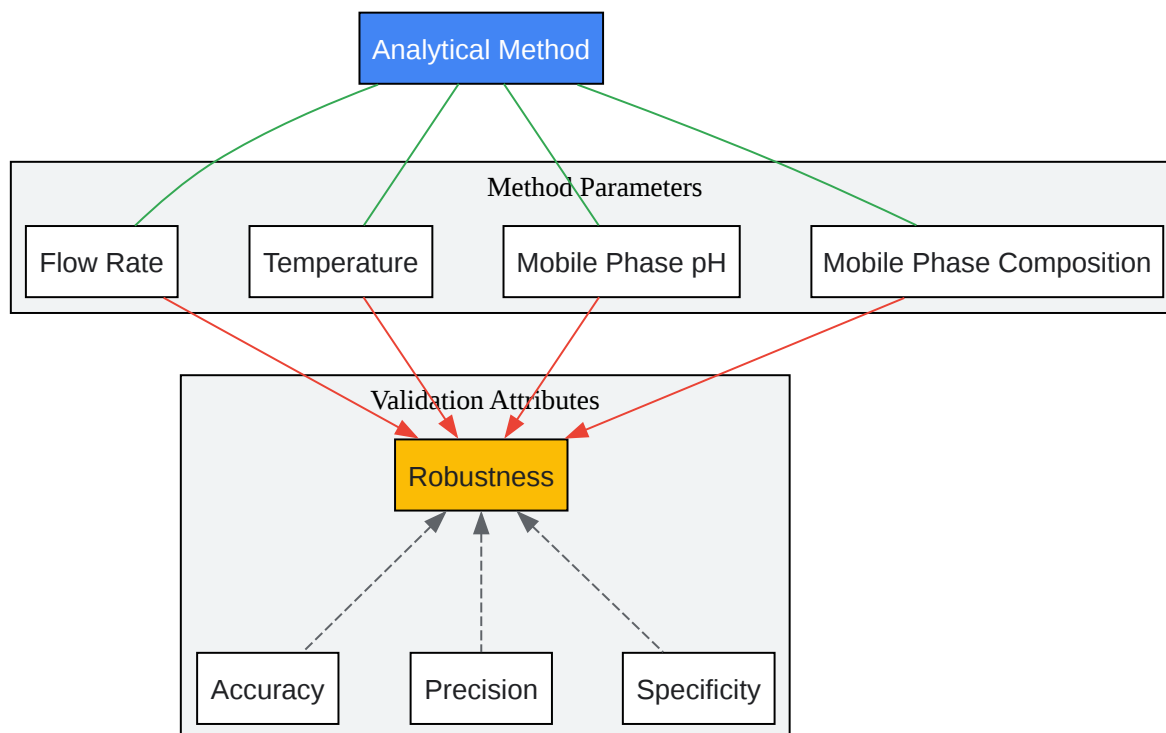 Analytical Method
Method Parameters
Flow Rate
Temperature
Mobile Phase pH
Mobile Phase Composition
Validation Attributes
Robustness
Accuracy
Precision
Specificity